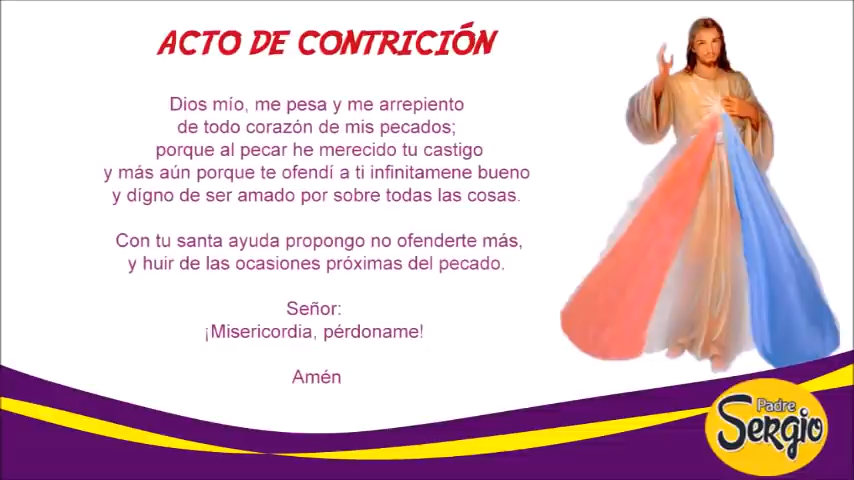 ACTO DE CONTRICIÓN
Dios mío, me pesa y me arrepiento
de todo corazón de mis pecados;
porque al pecar he merecido tu castigo
y más aún porque te ofendí a ti infinitamene bueno
y dígno de ser amado por sobre todas las cosas.
Con tu santa ayuda propongo no ofenderte más,
y huir de las ocasiones próximas del pecado.
Señor:
¡Misericordia, pérdoname!
Amén
Padre
Sergio